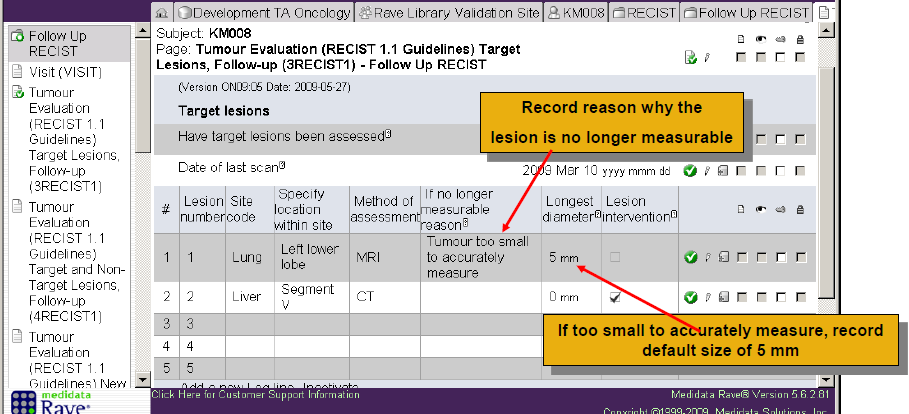 Development TA Oncology
Rave Library Validation Site
KM008
RECIST
Follow Up RECIST
Follow Up
RECIST
Visit (VISIT)
Tumour
Evaluation
(RECIST 1.1
Guidelines)
Target Lesions,
Follow-up
(3RECIST1)
Tumour
Evaluation
(RECIST 1.1
Guidelines)
Target and Non-
Target Lesions,
Follow-up
(4RECIST1)
Tumour
Evaluation
(RECIST 1.1
Guidelines) New
Subject: KM008
Page: Tumour Evaluation (RECIST 1.1 Guidelines) Target
Lesions, Follow-up (3RECIST1) - Follow Up RECIST
(Version ON09:05 Date: 2009-05-27)
Target lesions
Have target lesions been assessed
Date of last scan
2009 Mar 10 yyyy mmm dd
Record reason why the
lesion is no longer measurable
# Lesion number Site code Specify location within site Method of assessment If no longer measurable reason Longest diameter Lesion intervention
1 1 Lung Left lower lobe MRI Tumour too small to accurately measure 5 mm
2 2 Liver Segment V CT 0 mm
3 3
4 4
5 5
If too small to accurately measure, record
default size of 5 mm
Add a new Log line Inactivate
medidata
Rave
Click Here for Customer Support Information
Medidata Rave® Version 5.6.2.81
Copyright ©1999-2009 Medidata Solutions, Inc.